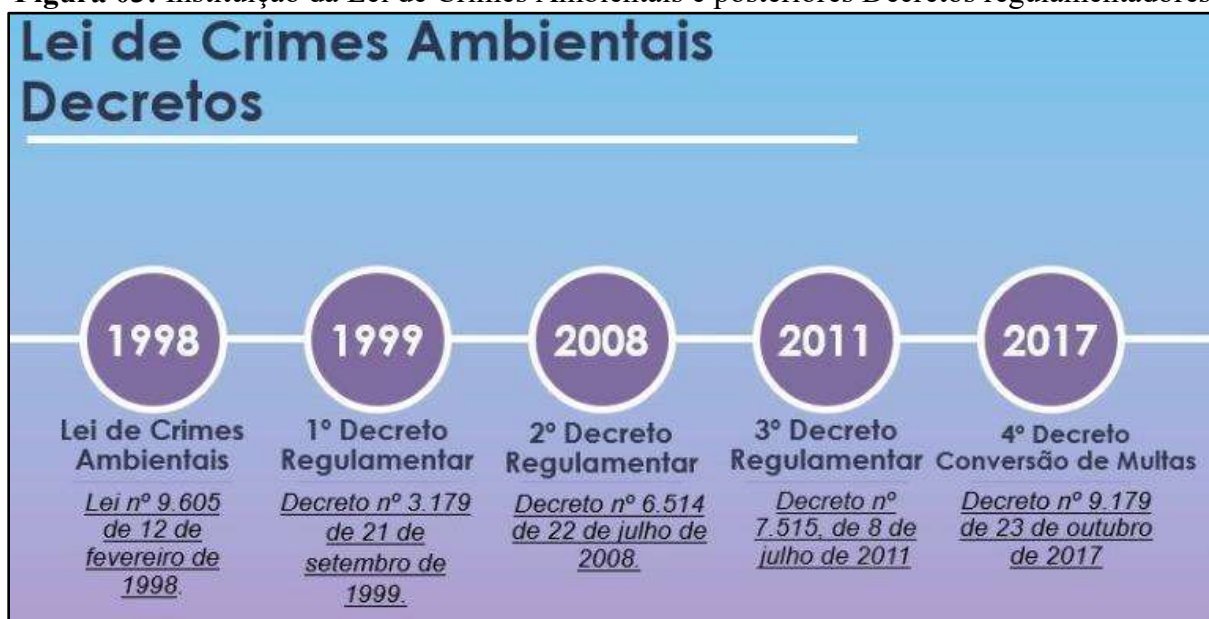 Figura 03: Instituição da Lei de Crimes Ambientais e posteriores Decretos regulamentadores
Lei de Crimes Ambientais
Decretos
1998
1999
2008
2011
2017
Lei de Crimes
Ambientais
Lei nº 9.605
de 12 de
fevereiro de
1998.
1º Decreto
Regulamentar
Decreto nº 3.179
de 21 de
setembro de
1999.
2º Decreto
Regulamentar
Decreto nº 6.514
de 22 de julho de
2008.
3º Decreto
Regulamentar
Decreto nº
7.515, de 8 de
julho de 2011
4º Decreto
Conversão de Multas
Decreto nº 9.179
de 23 de outubro
de 2017